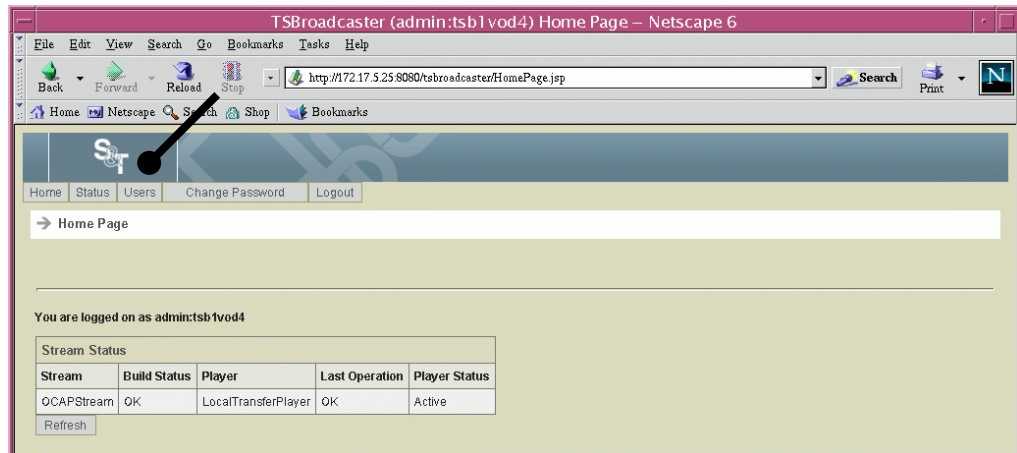 TSBroadcaster (admin:tsb1vod4) Home Page – Netscape 6
File Edit View Search Go Bookmarks Tasks Help
Back Forward Reload Stop http://172.17.5.25:8080/tsbroadcaster/HomePage.jsp Search Print N
Home Netscape Search Shop Bookmarks
S&T
Home Status Users Change Password Logout
Home Page
You are logged on as admin:tsb1vod4
Stream Status
Stream Build Status Player Last Operation Player Status
OCAPStream OK LocalTransferPlayer OK Active
Refresh